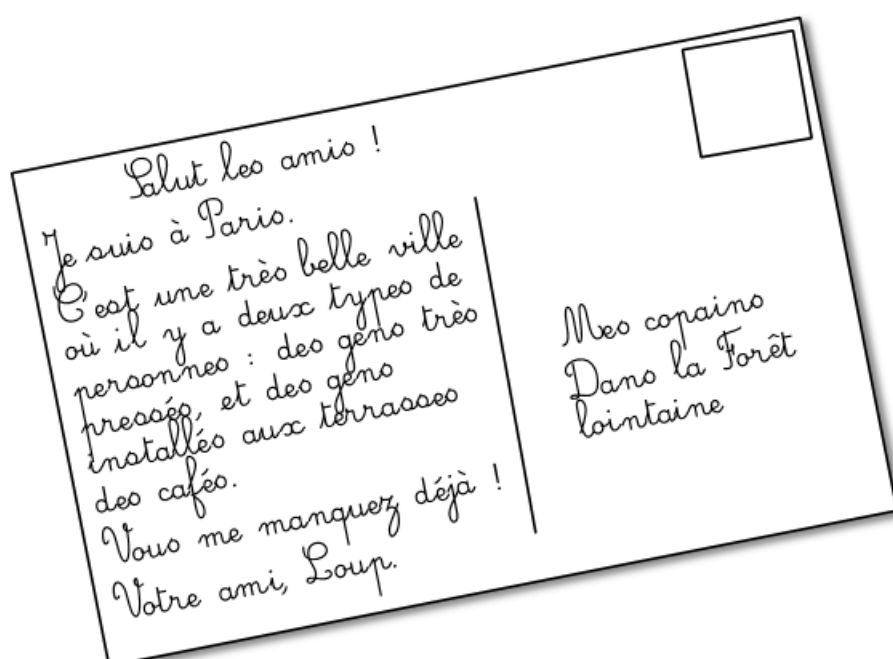 Salut les amis !
Je suis à Paris.
C'est une très belle ville
où il y a deux types de
personnes : des gens très
pressés, et des gens
installés aux terrasses
des cafés.
Vous me manquez déjà !
Votre ami, Loup.
Mes copains
Dans la Forêt
lointaine